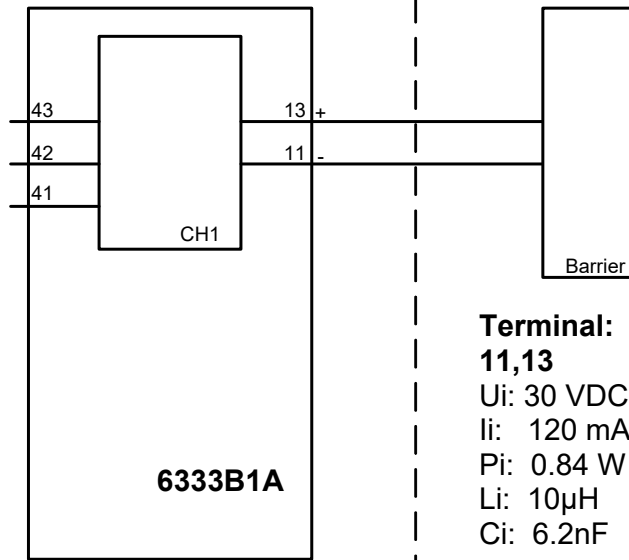 43
13 +
42
11 -
41
CH1
Barrier
Terminal:
11,13
Ui: 30 VDC
Ii: 120 mA
Pi: 0.84 W
Li: 10µH
Ci: 6.2nF
6333B1A